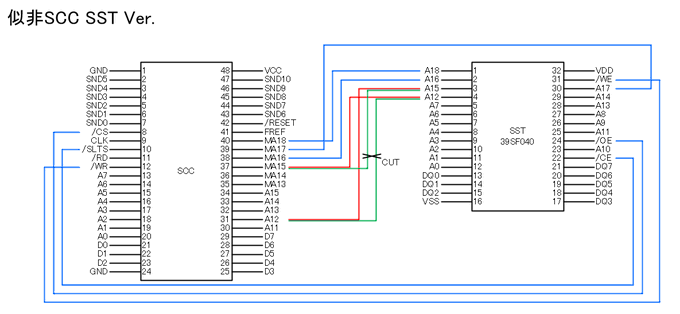 似非SCC SST Ver.
GND 1 48 VCC
SND5 2 47 SND10
SND4 3 46 SND9
SND3 4 45 SND8
SND2 5 44 SND7
SND1 6 43 SND6
SND0 7 42 /RESET
/CS 8 41 FREF
CLK 9 40 MA18
/SLTS 10 39 MA17
/RD 11 38 MA16
/WR 12 37 MA15
A7 13 36 MA14
A6 14 35 MA13
A5 15 34 A15
A4 16 33 A14
A3 17 32 A13
A2 18 31 A12
A1 19 30 A11
A0 20 29 D7
D0 21 28 D6
D1 22 27 D5
D2 23 26 D4
GND 24 25 D3
SCC
CUT
A18 1 32 VDD
A16 2 31 /WE
A15 3 30 A17
A12 4 29 A14
A7 5 28 A13
A6 6 27 A8
A5 7 26 A9
A4 8 25 A11
A3 9 24 /OE
A2 10 23 A10
A1 11 22 /CE
A0 12 21 DQ7
DQ0 13 20 DQ6
DQ1 14 19 DQ5
DQ2 15 18 DQ4
VSS 16 17 DQ3
SST
39SF040